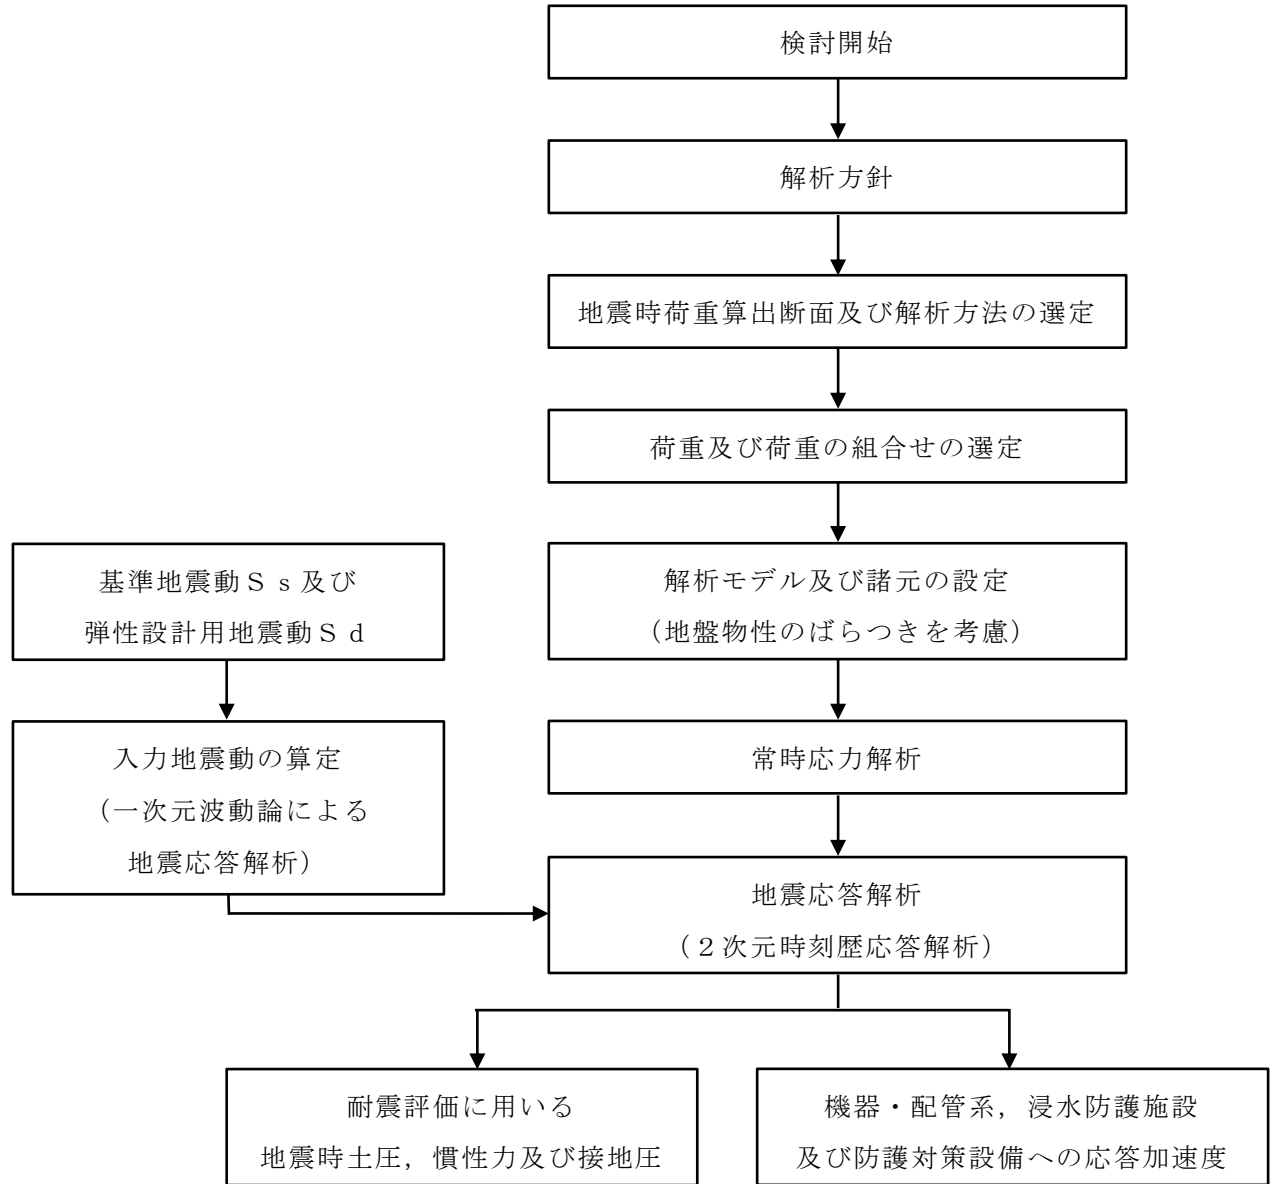 検討開始
解析方針
地震時荷重算出断面及び解析方法の選定
荷重及び荷重の組合せの選定
基準地震動Ｓｓ及び
弾性設計用地震動Ｓｄ
解析モデル及び諸元の設定
（地盤物性のばらつきを考慮）
入力地震動の算定
（一次元波動論による
地震応答解析）
常時応力解析
地震応答解析
（２次元時刻歴応答解析）
耐震評価に用いる
地震時土圧，慣性力及び接地圧
機器・配管系，浸水防護施設
及び防護対策設備への応答加速度